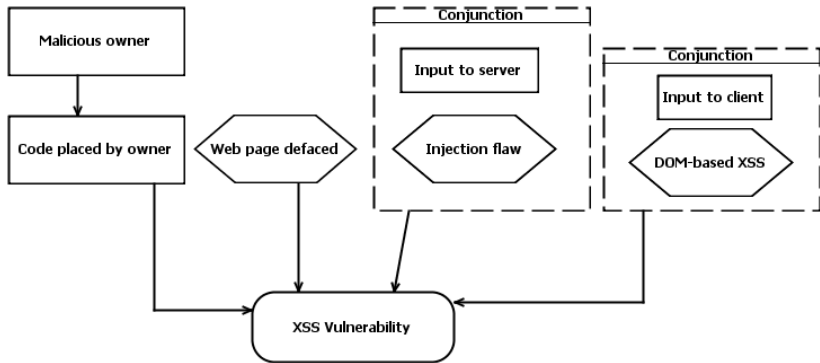 Malicious owner
Code placed by owner
Web page defaced
Conjunction
Input to server
Injection flaw
Conjunction
Input to client
DOM-based XSS
XSS Vulnerability